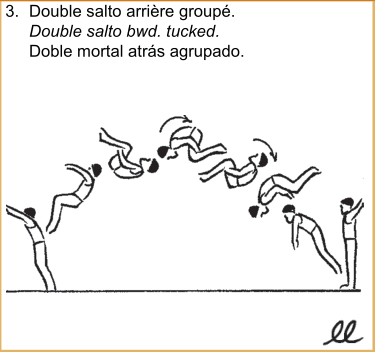 3. Double salto arrière groupé.
Double salto bwd. tucked.
Doble mortal atrás agrupado.